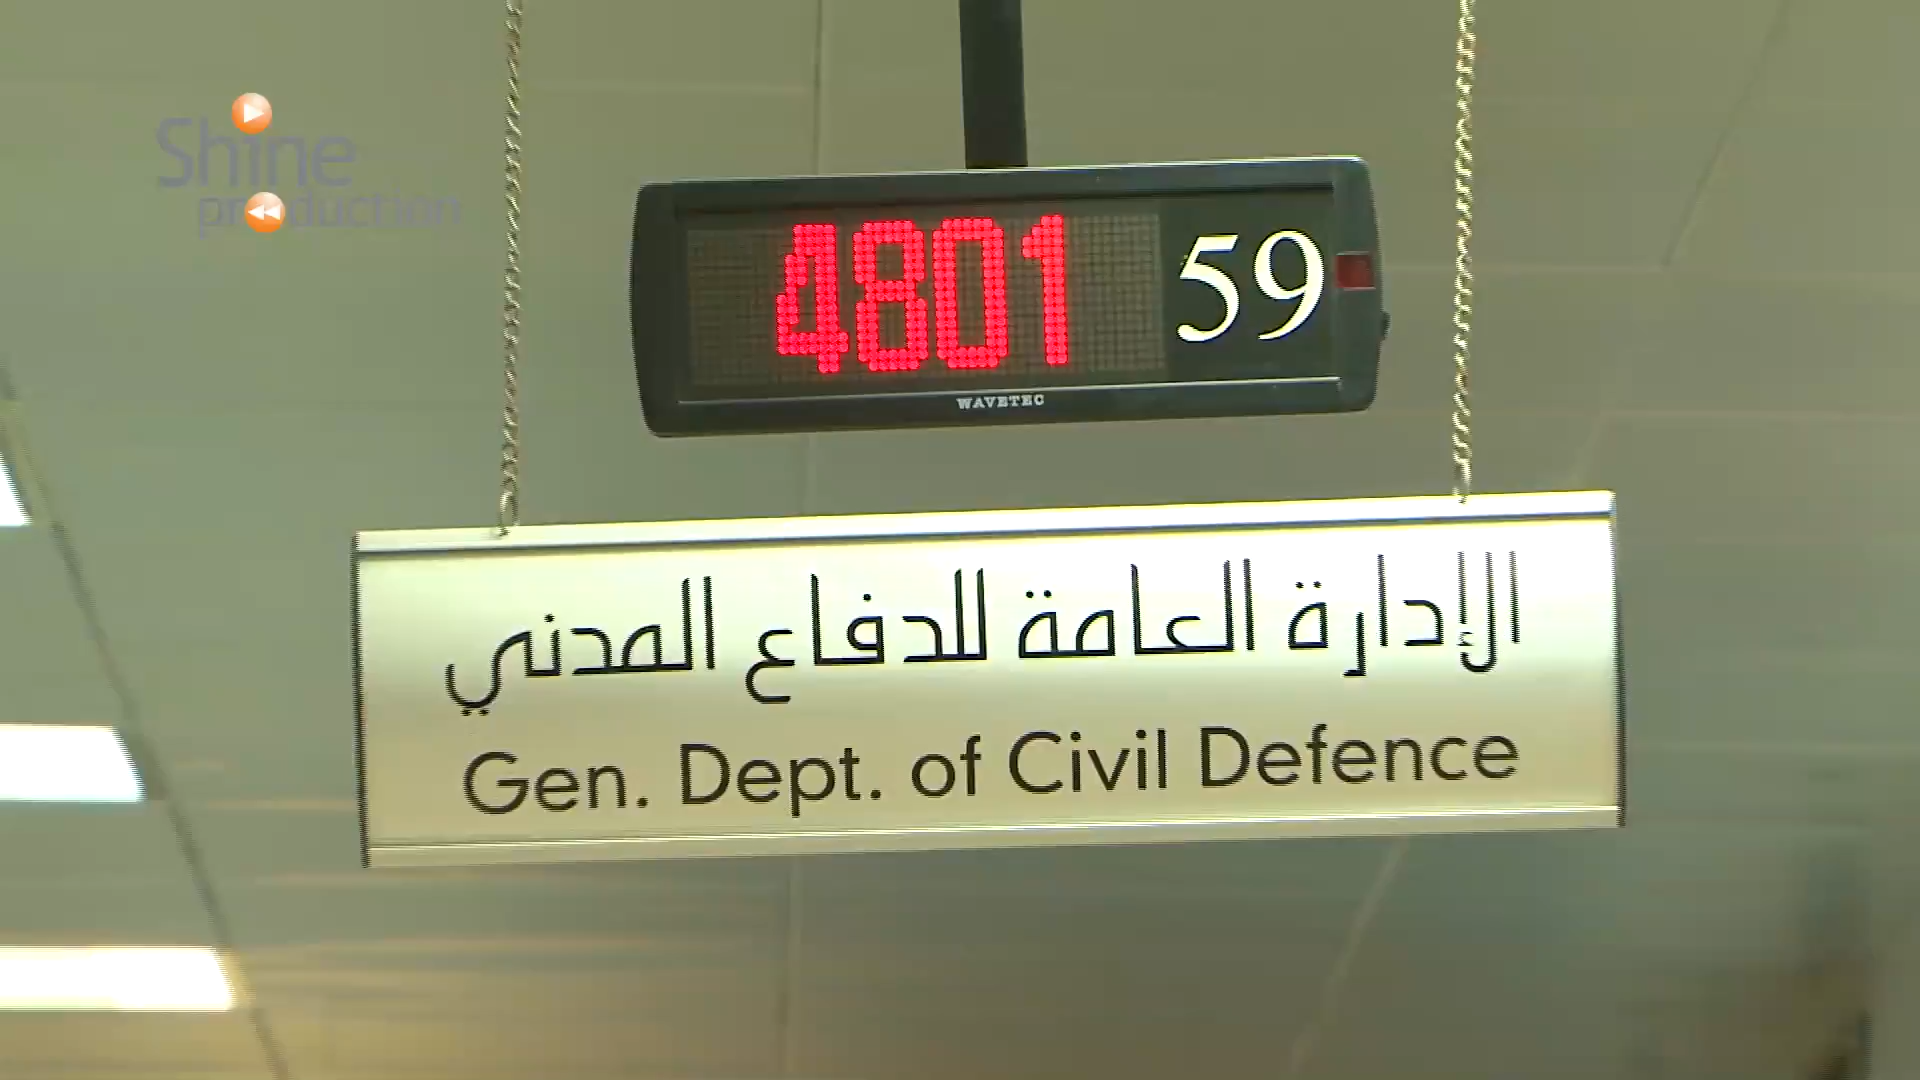 Shine
production
4801 59
WAVETEC
الإدارة العامة للدفاع المدني
Gen. Dept. of Civil Defence